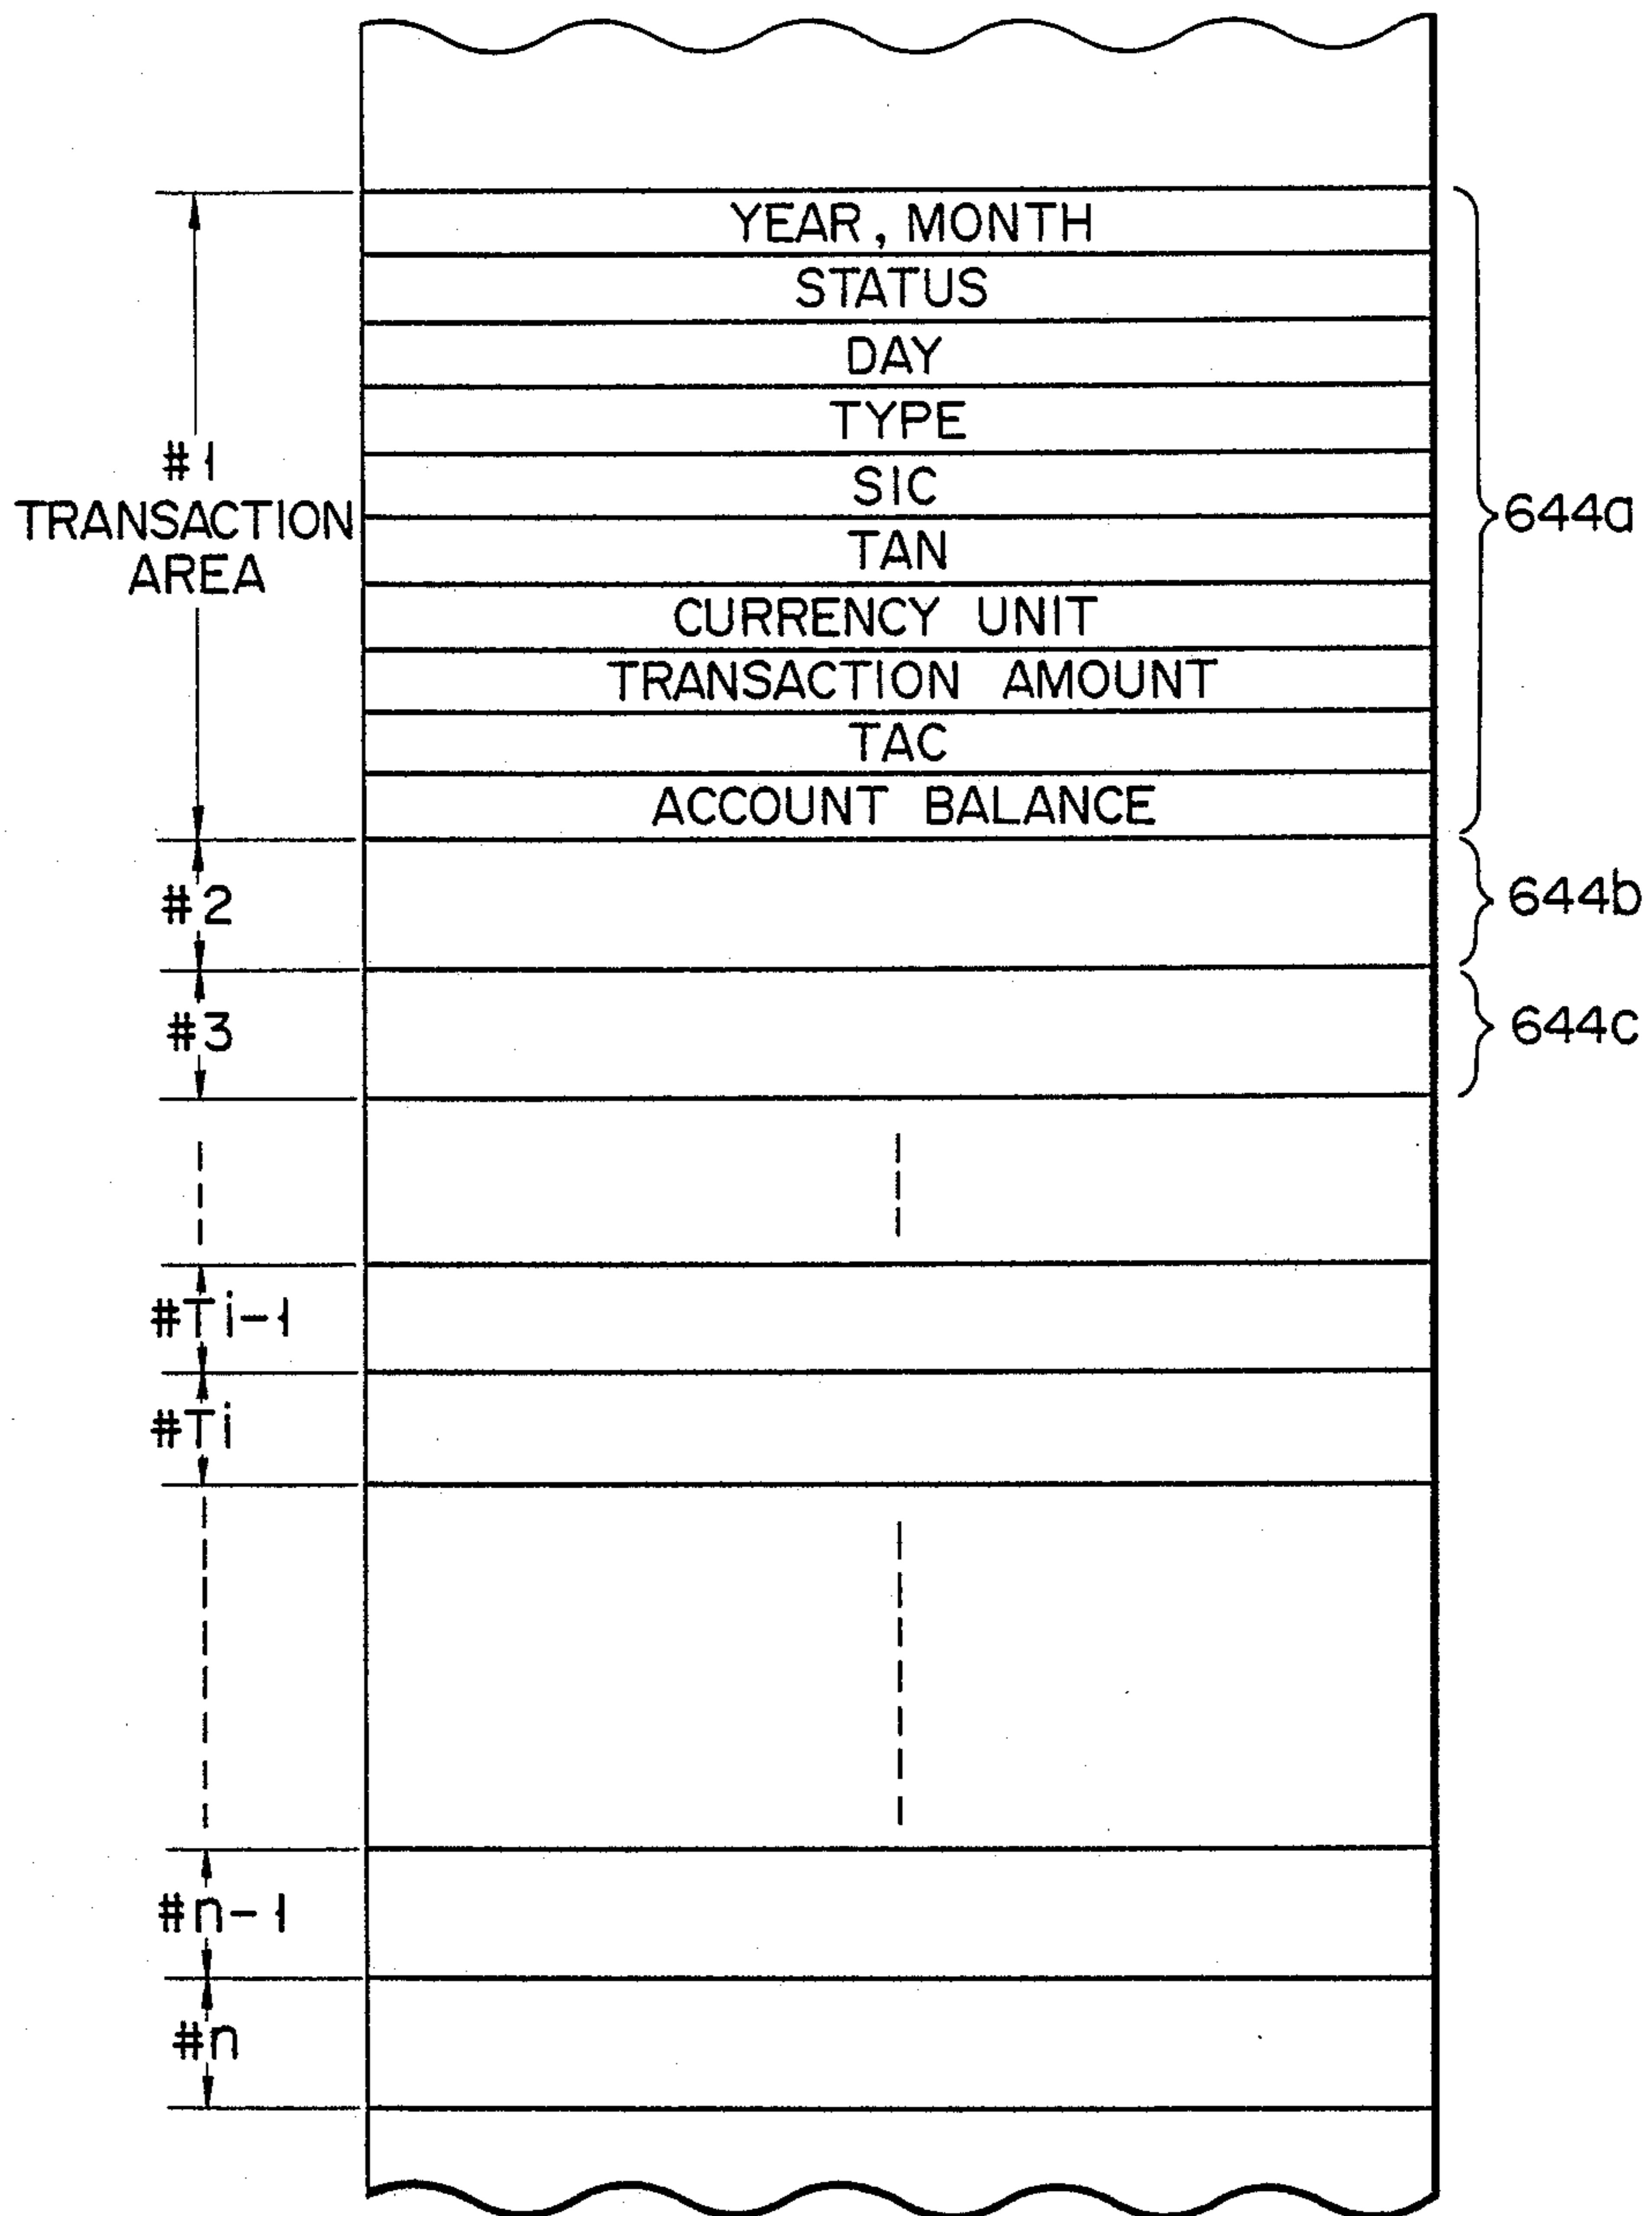 YEAR, MONTH
STATUS
DAY
TYPE
SIC
TAN
CURRENCY UNIT
TRANSACTION AMOUNT
TAC
ACCOUNT BALANCE
#1
TRANSACTION
AREA
644a
#2
644b
#3
644c
#Ti-1
#Ti
#n-1
#n